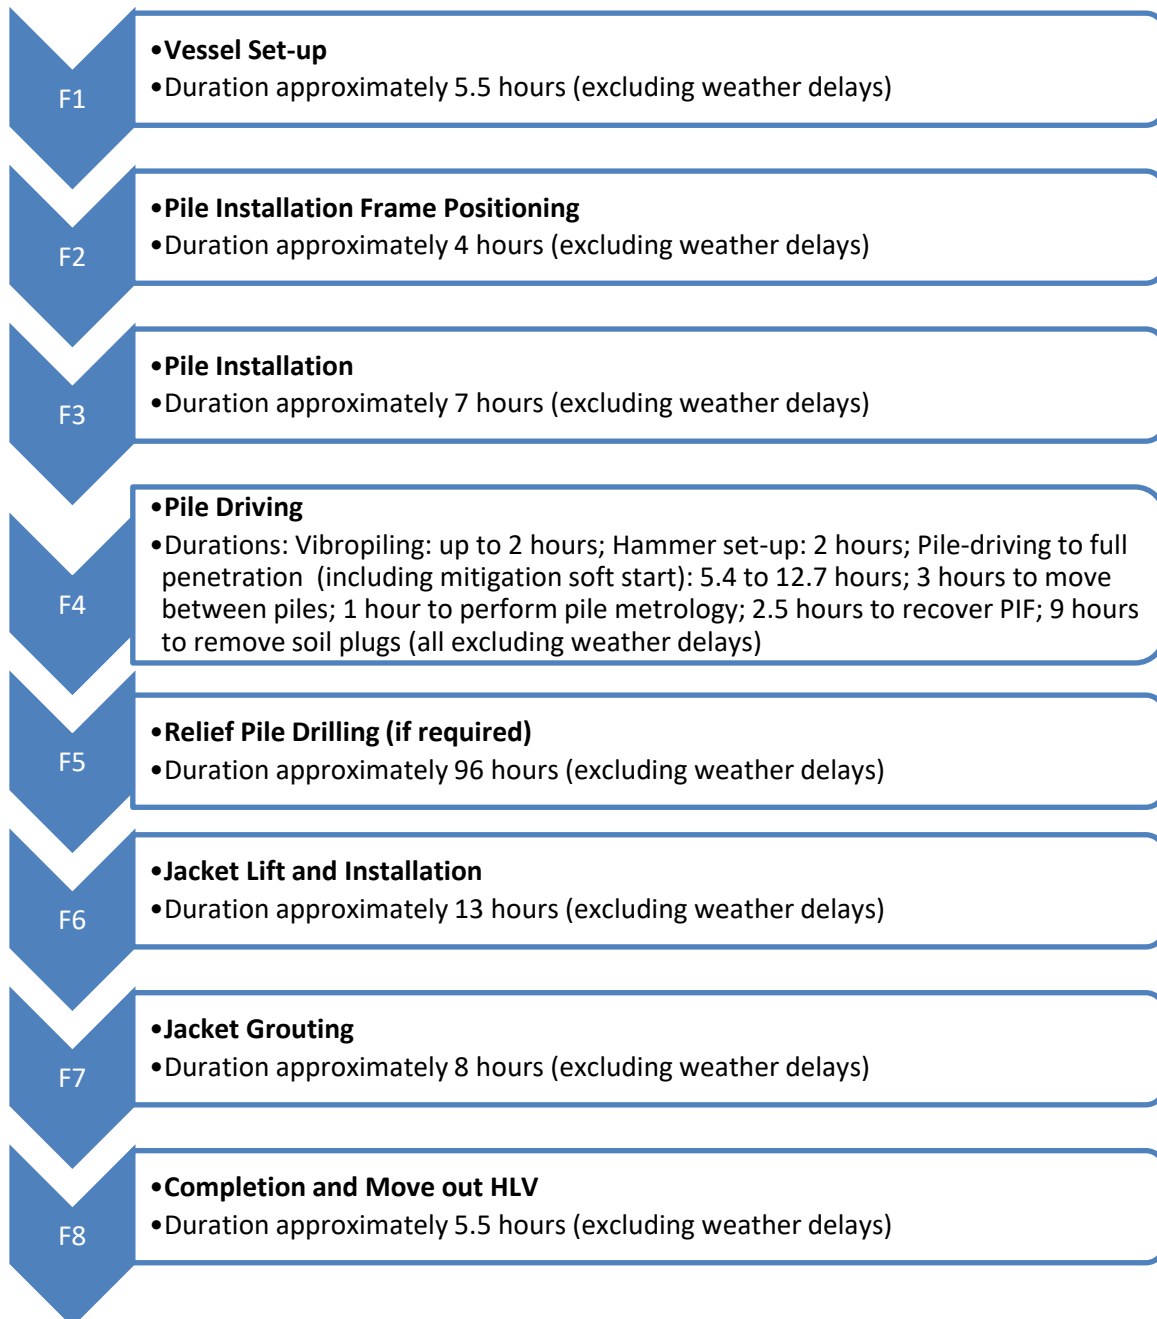 F1
•Vessel Set-up
•Duration approximately 5.5 hours (excluding weather delays)
F2
•Pile Installation Frame Positioning
•Duration approximately 4 hours (excluding weather delays)
F3
•Pile Installation
•Duration approximately 7 hours (excluding weather delays)
F4
•Pile Driving
•Durations: Vibropiling: up to 2 hours; Hammer set-up: 2 hours; Pile-driving to full
penetration (including mitigation soft start): 5.4 to 12.7 hours; 3 hours to move
between piles; 1 hour to perform pile metrology; 2.5 hours to recover PIF; 9 hours
to remove soil plugs (all excluding weather delays)
F5
•Relief Pile Drilling (if required)
•Duration approximately 96 hours (excluding weather delays)
F6
•Jacket Lift and Installation
•Duration approximately 13 hours (excluding weather delays)
F7
•Jacket Grouting
•Duration approximately 8 hours (excluding weather delays)
F8
•Completion and Move out HLV
•Duration approximately 5.5 hours (excluding weather delays)